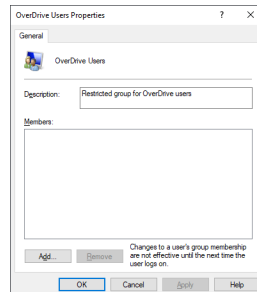 OverDrive Users Properties ? ×
General
OverDrive Users
Description: Restricted group for OverDrive users
Members:
Changes to a user's group membership
are not effective until the next time the
user logs on.
Add... Remove
OK Cancel Apply Help